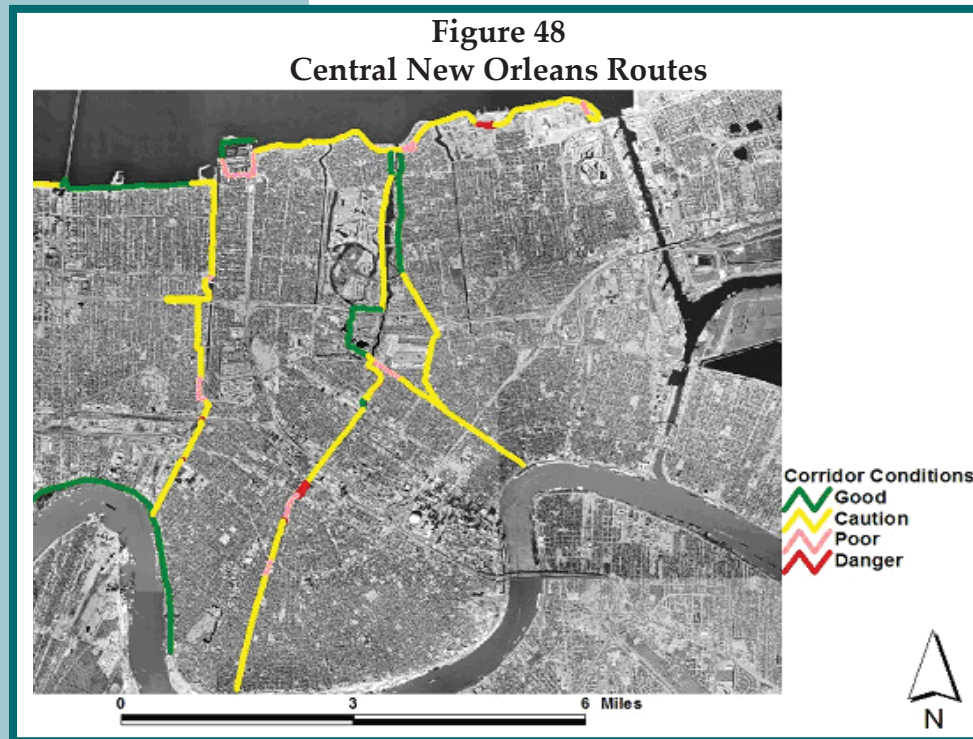 Figure 48
Central New Orleans Routes
Corridor Conditions
Good
Caution
Poor
Danger
0 3 6 Miles
N